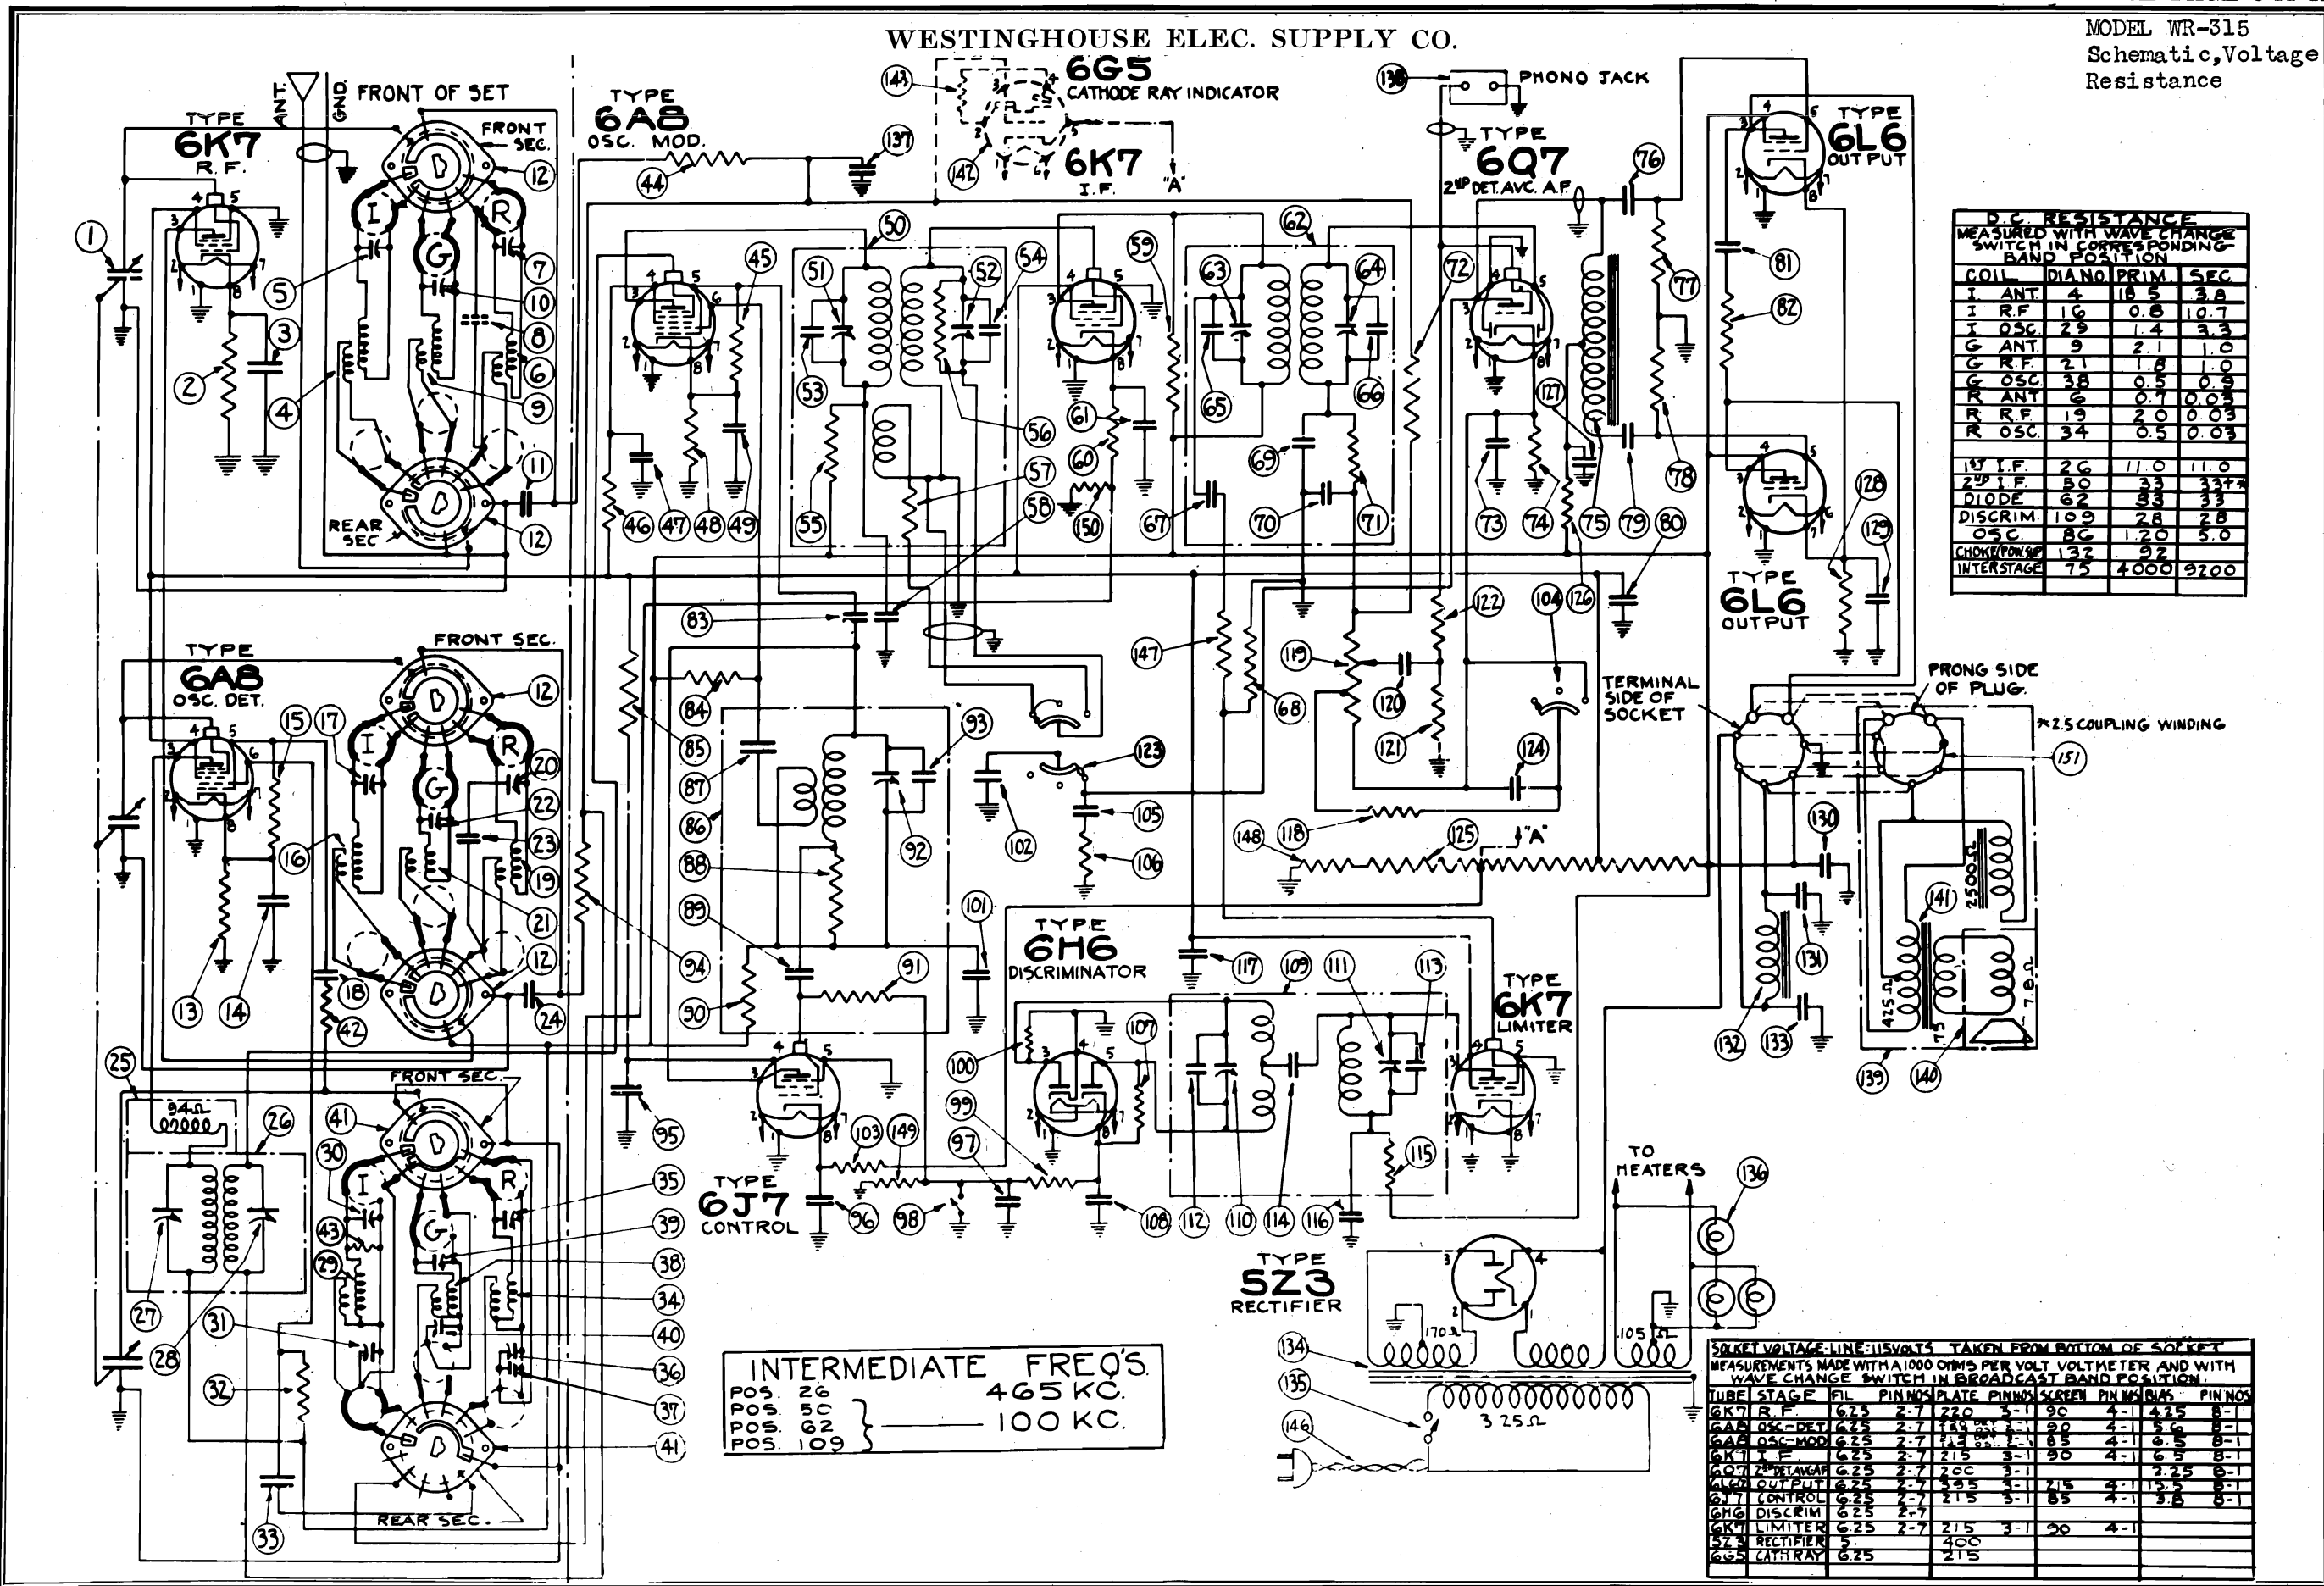 WESTINGHOUSE ELEC. SUPPLY CO.
MODEL WR-315
Schematic,Voltage
Resistance
ANT.
GND.
FRONT OF SET
TYPE
6K7
R.F.
FRONT
SEC.
REAR
SEC
TYPE
6A8
OSC. MOD.
6G5
CATHODE RAY INDICATOR
6K7
I.F.
"A"
PHONO JACK
TYPE
6Q7
2ND DET. AVC. A.F.
TYPE
6L6
OUTPUT
TYPE
6L6
OUTPUT
D.C. RESISTANCE
MEASURED WITH WAVE CHANGE
SWITCH IN CORRESPONDING
BAND POSITION
COIL DIA NO PRIM. SEC.
I. ANT. 4 18.5 3.8
I R.F. 16 0.8 10.7
I OSC. 29 1.4 3.3
G ANT. 9 2.1 1.0
G R.F. 21 1.8 1.0
G OSC. 38 0.5 0.9
R ANT 6 0.7 0.03
R R.F. 19 2.0 0.03
R OSC. 34 0.5 0.03
1ST I.F. 26 11.0 11.0
2ND I.F. 50 33 33+*
DIODE 62 33 33
DISCRIM. 109 28 28
OSC. 86 1.20 5.0
CHOKE(POW.SUP 132 92
INTERSTAGE 75 4000 9200
TYPE
6A8
OSC. DET.
FRONT SEC.
TERMINAL
SIDE OF
SOCKET
PRONG SIDE
OF PLUG.
*2.5 COUPLING WINDING
"A"
2500Ω
425Ω
.75
7.8Ω
TYPE
6H6
DISCRIMINATOR
TYPE
6K7
LIMITER
FRONT SEC.
94Ω
REAR SEC.
TYPE
6J7
CONTROL
TYPE
5Z3
RECTIFIER
170Ω
.105Ω
3.25Ω
TO
HEATERS
INTERMEDIATE FREQ'S.
POS. 26 465 KC.
POS. 50
POS. 62 100 KC.
POS. 109
SOCKET VOLTAGE-LINE-115VOLTS TAKEN FROM BOTTOM OF SOCKET
MEASUREMENTS MADE WITH A 1000 OHMS PER VOLT VOLTMETER AND WITH
WAVE CHANGE SWITCH IN BROADCAST BAND POSITION.
TUBE STAGE FIL PIN NOS PLATE PIN NOS SCREEN PIN NOS BIAS PIN NOS
6K7 R.F. 6.25 2-7 220 3-1 90 4-1 4.25 8-1
6A8 OSC-DET 6.25 2-7 90 4-1 5.6 8-1
6A8 OSC-MOD 6.25 2-7 85 4-1 6.5 8-1
6K7 I.F. 6.25 2-7 215 3-1 90 4-1 6.5 8-1
6Q7 2ND DET.AVC.AF 6.25 2-7 200 3-1 2.25 8-1
6L6 OUTPUT 6.25 2-7 395 3-1 215 4-1 15.5 8-1
6J7 CONTROL 6.25 2-7 215 3-1 85 4-1 3.8 8-1
6H6 DISCRIM 6.25 2-7
6K7 LIMITER 6.25 2-7 215 3-1 90 4-1
5Z3 RECTIFIER 5. 400
6G5 CATH RAY 6.25 215